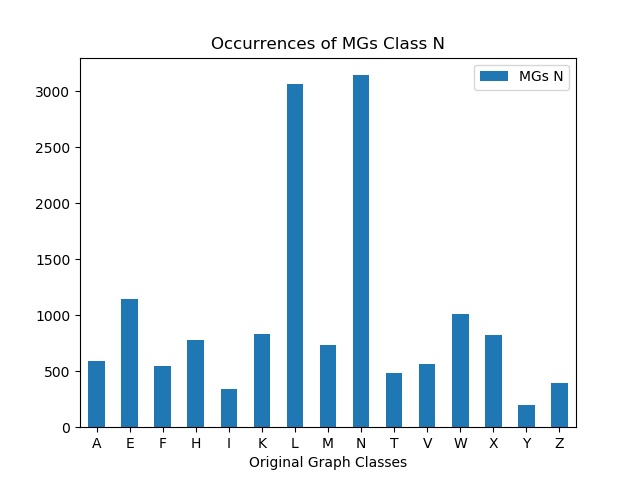 Occurrences of MGs Class N
MGs N
3000
2500
2000
1500
1000
500
0
A E F H I K L M N T V W X Y Z
Original Graph Classes